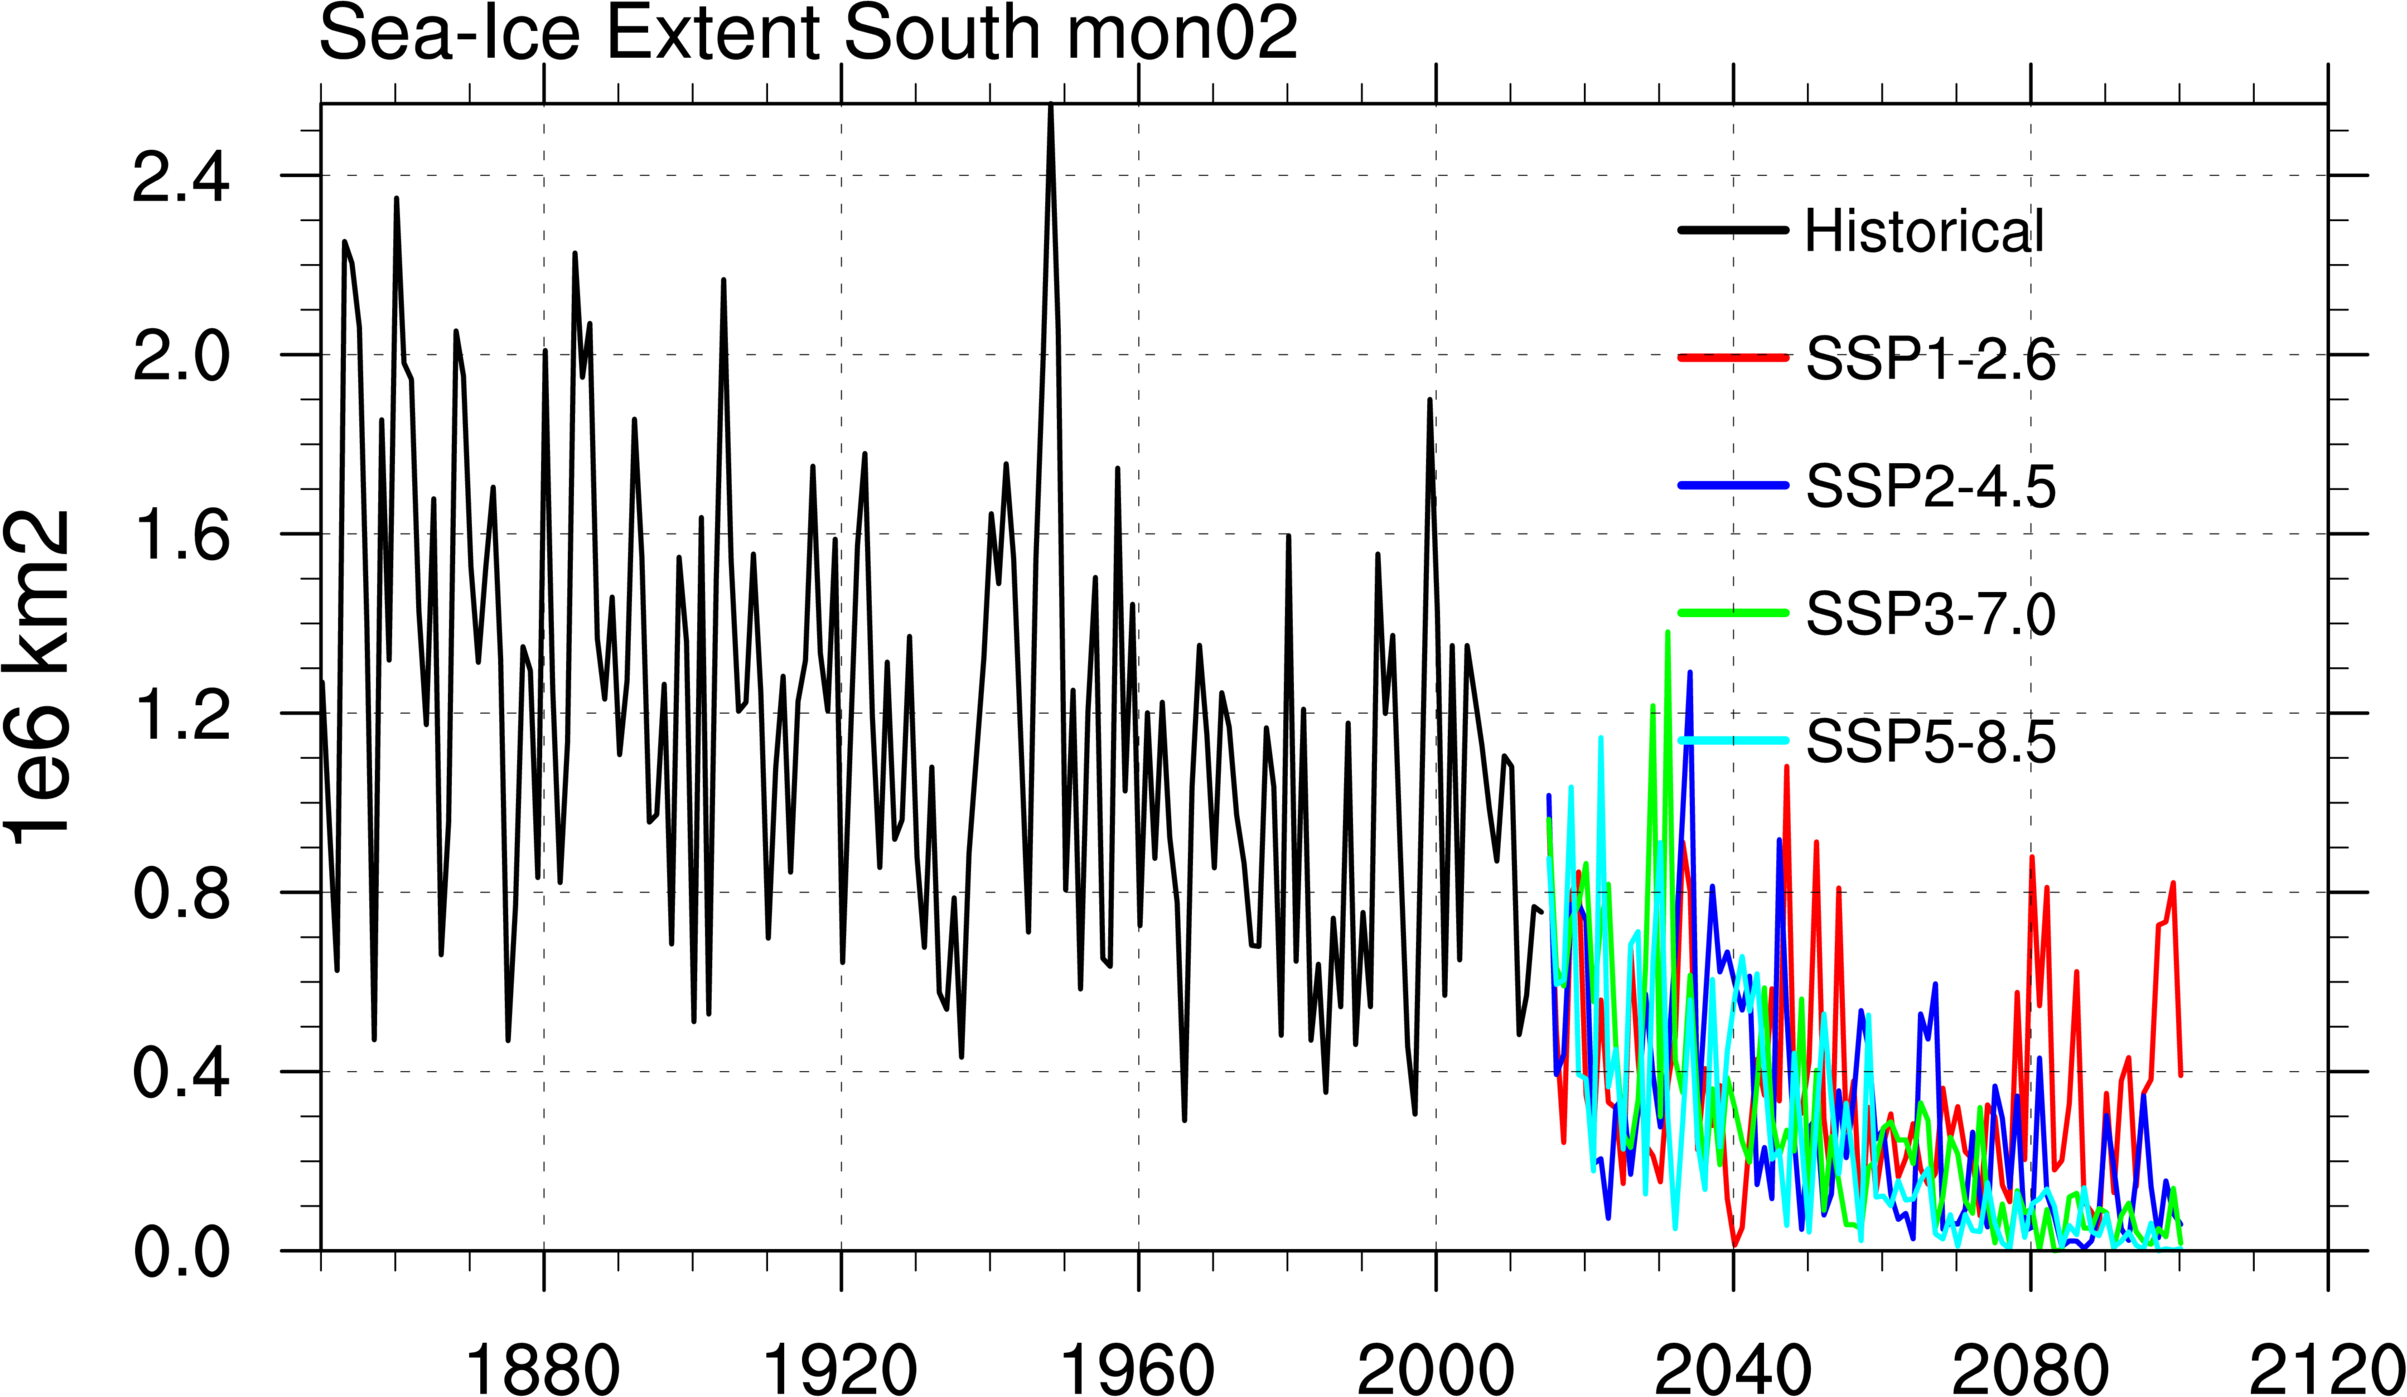 Sea-Ice Extent South mon02
1e6 km2
2.4
2.0
1.6
1.2
0.8
0.4
0.0
Historical
SSP1-2.6
SSP2-4.5
SSP3-7.0
SSP5-8.5
1880 1920 1960 2000 2040 2080 2120